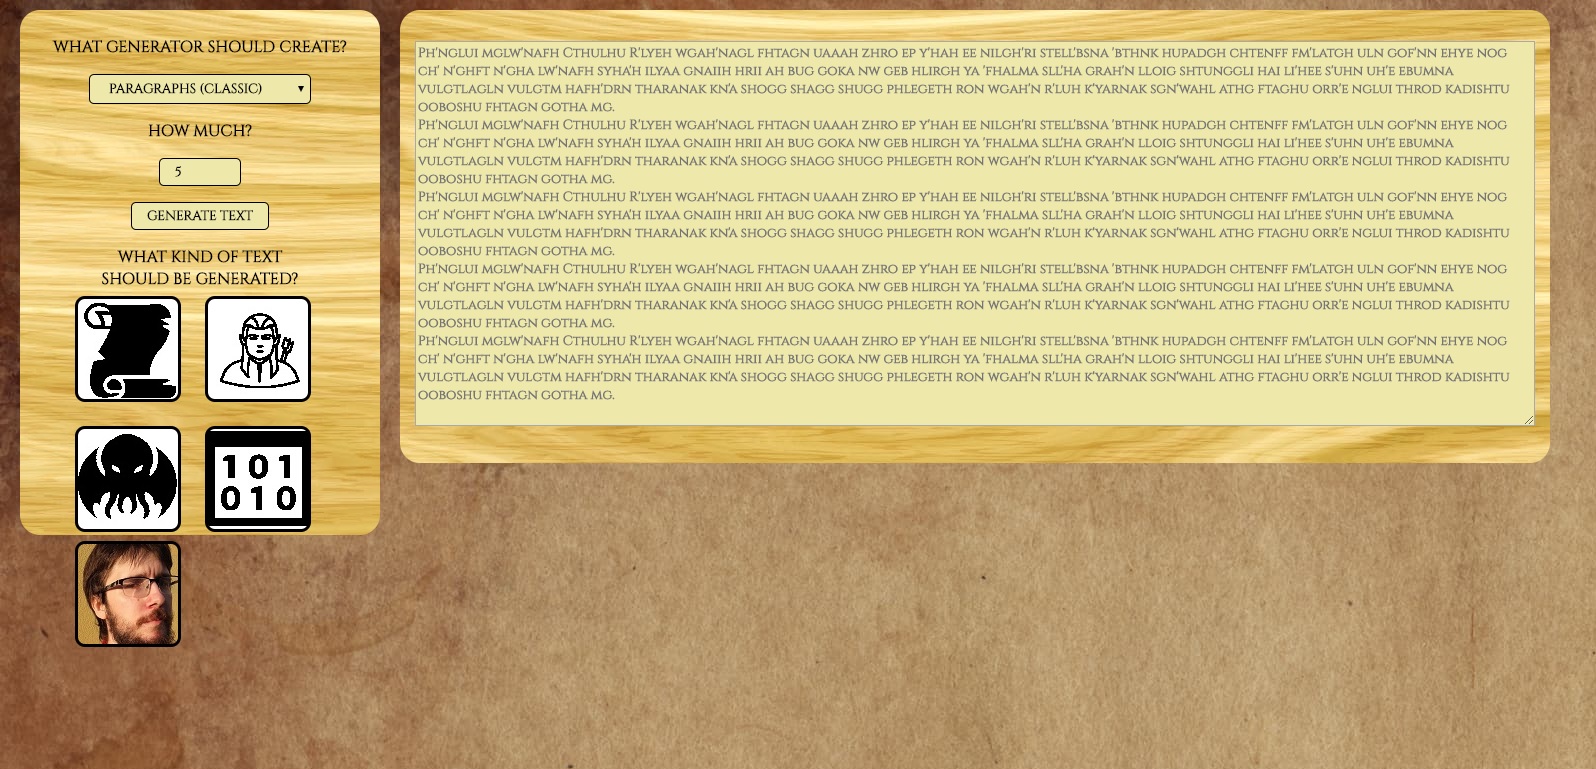 WHAT GENERATOR SHOULD CREATE?
PARAGRAPHS (CLASSIC)
HOW MUCH?
5
GENERATE TEXT
WHAT KIND OF TEXT
SHOULD BE GENERATED?
101
010
Ph'nglui mglw'nafh Cthulhu R'lyeh wgah'nagl fhtagn uaaah zhro ep y'hah ee nilgh'ri stell'bsna 'bthnk hupadgh chtenff fm'latgh uln gof'nn ehye nog
ch' n'ghft n'gha lw'nafh syha'h ilyaa gnaiih hrii ah bug goka nw geb hlirgh ya 'fhalma sll'ha grah'n lloig shtunggli hai li'hee s'uhn uh'e ebumna
vulgtlagln vulgtm hafh'drn tharanak kn'a shogg shagg shugg phlegeth ron wgah'n r'luh k'yarnak sgn'wahl athg ftaghu orr'e nglui throd kadishtu
ooboshu fhtagn gotha mg.
Ph'nglui mglw'nafh Cthulhu R'lyeh wgah'nagl fhtagn uaaah zhro ep y'hah ee nilgh'ri stell'bsna 'bthnk hupadgh chtenff fm'latgh uln gof'nn ehye nog
ch' n'ghft n'gha lw'nafh syha'h ilyaa gnaiih hrii ah bug goka nw geb hlirgh ya 'fhalma sll'ha grah'n lloig shtunggli hai li'hee s'uhn uh'e ebumna
vulgtlagln vulgtm hafh'drn tharanak kn'a shogg shagg shugg phlegeth ron wgah'n r'luh k'yarnak sgn'wahl athg ftaghu orr'e nglui throd kadishtu
ooboshu fhtagn gotha mg.
Ph'nglui mglw'nafh Cthulhu R'lyeh wgah'nagl fhtagn uaaah zhro ep y'hah ee nilgh'ri stell'bsna 'bthnk hupadgh chtenff fm'latgh uln gof'nn ehye nog
ch' n'ghft n'gha lw'nafh syha'h ilyaa gnaiih hrii ah bug goka nw geb hlirgh ya 'fhalma sll'ha grah'n lloig shtunggli hai li'hee s'uhn uh'e ebumna
vulgtlagln vulgtm hafh'drn tharanak kn'a shogg shagg shugg phlegeth ron wgah'n r'luh k'yarnak sgn'wahl athg ftaghu orr'e nglui throd kadishtu
ooboshu fhtagn gotha mg.
Ph'nglui mglw'nafh Cthulhu R'lyeh wgah'nagl fhtagn uaaah zhro ep y'hah ee nilgh'ri stell'bsna 'bthnk hupadgh chtenff fm'latgh uln gof'nn ehye nog
ch' n'ghft n'gha lw'nafh syha'h ilyaa gnaiih hrii ah bug goka nw geb hlirgh ya 'fhalma sll'ha grah'n lloig shtunggli hai li'hee s'uhn uh'e ebumna
vulgtlagln vulgtm hafh'drn tharanak kn'a shogg shagg shugg phlegeth ron wgah'n r'luh k'yarnak sgn'wahl athg ftaghu orr'e nglui throd kadishtu
ooboshu fhtagn gotha mg.
Ph'nglui mglw'nafh Cthulhu R'lyeh wgah'nagl fhtagn uaaah zhro ep y'hah ee nilgh'ri stell'bsna 'bthnk hupadgh chtenff fm'latgh uln gof'nn ehye nog
ch' n'ghft n'gha lw'nafh syha'h ilyaa gnaiih hrii ah bug goka nw geb hlirgh ya 'fhalma sll'ha grah'n lloig shtunggli hai li'hee s'uhn uh'e ebumna
vulgtlagln vulgtm hafh'drn tharanak kn'a shogg shagg shugg phlegeth ron wgah'n r'luh k'yarnak sgn'wahl athg ftaghu orr'e nglui throd kadishtu
ooboshu fhtagn gotha mg.